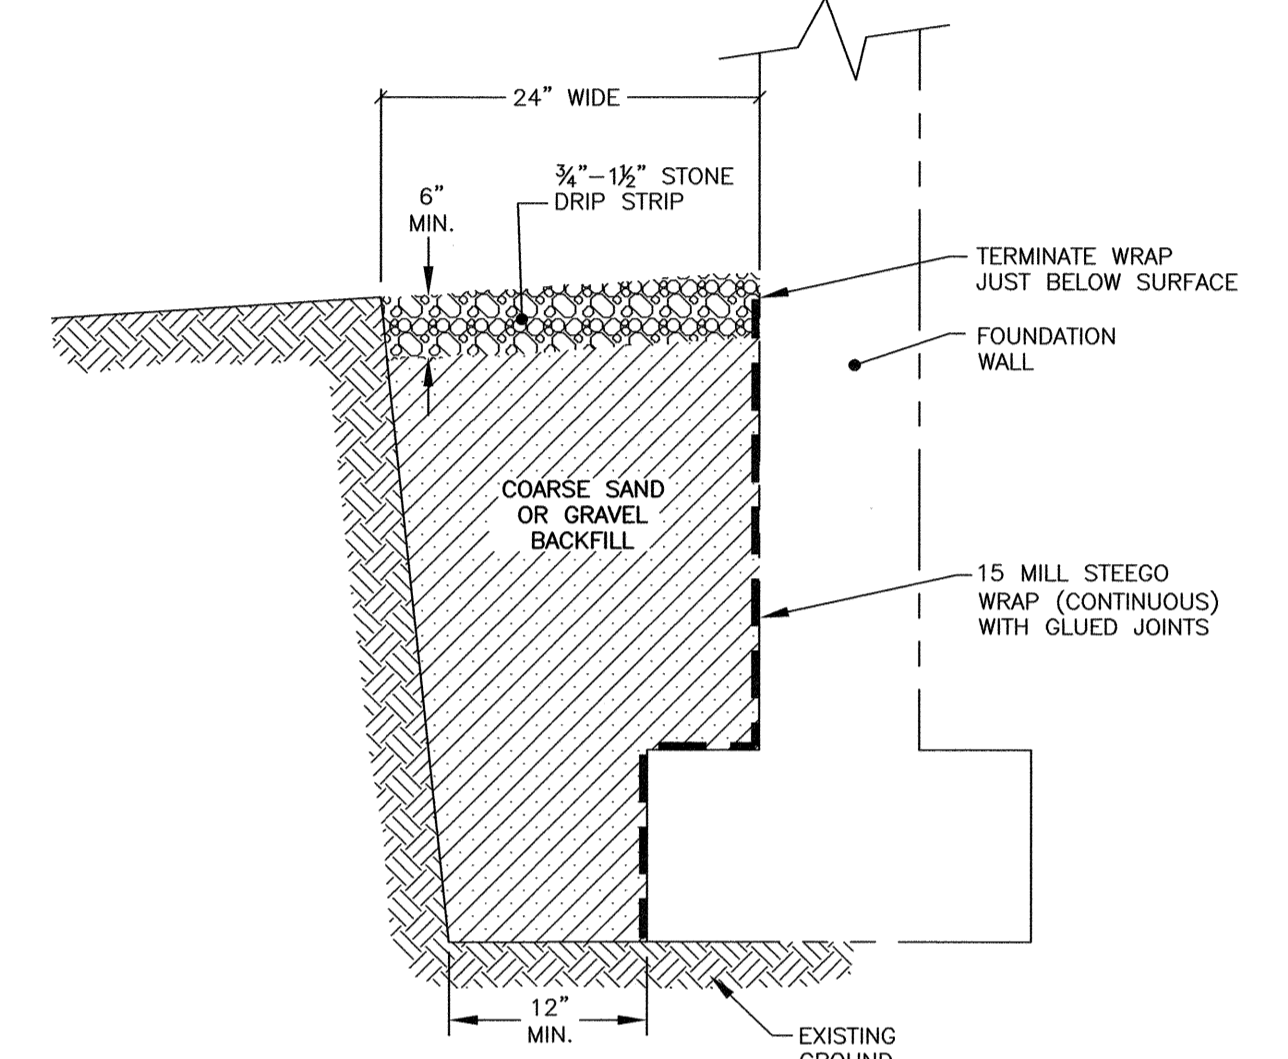 24" WIDE
¾"-1½" STONE
DRIP STRIP
6"
MIN.
TERMINATE WRAP
JUST BELOW SURFACE
FOUNDATION
WALL
COARSE SAND
OR GRAVEL
BACKFILL
15 MILL STEEGO
WRAP (CONTINUOUS)
WITH GLUED JOINTS
12"
MIN.
EXISTING
GROUND